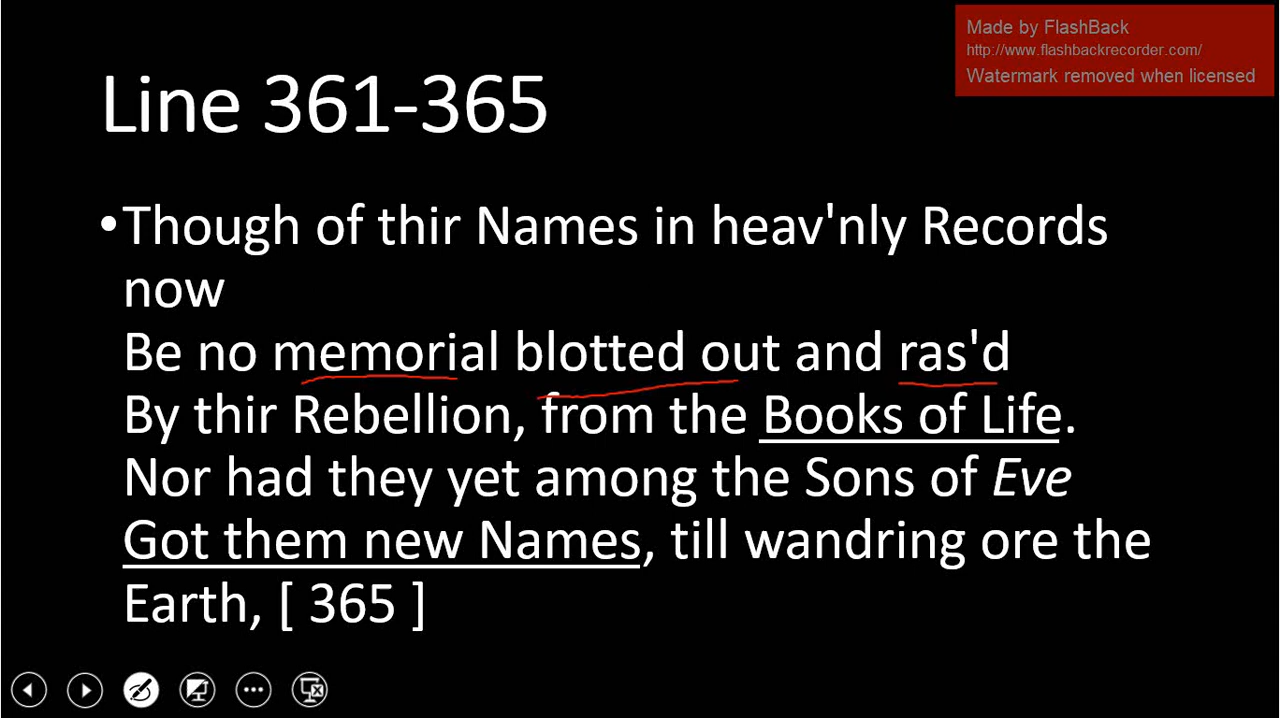 Made by FlashBack
http://www.flashbackrecorder.com/
Watermark removed when licensed
Line 361-365
•Though of thir Names in heav'nly Records
now
Be no memorial blotted out and ras'd
By thir Rebellion, from the Books of Life.
Nor had they yet among the Sons of Eve
Got them new Names, till wandring ore the
Earth, [ 365 ]